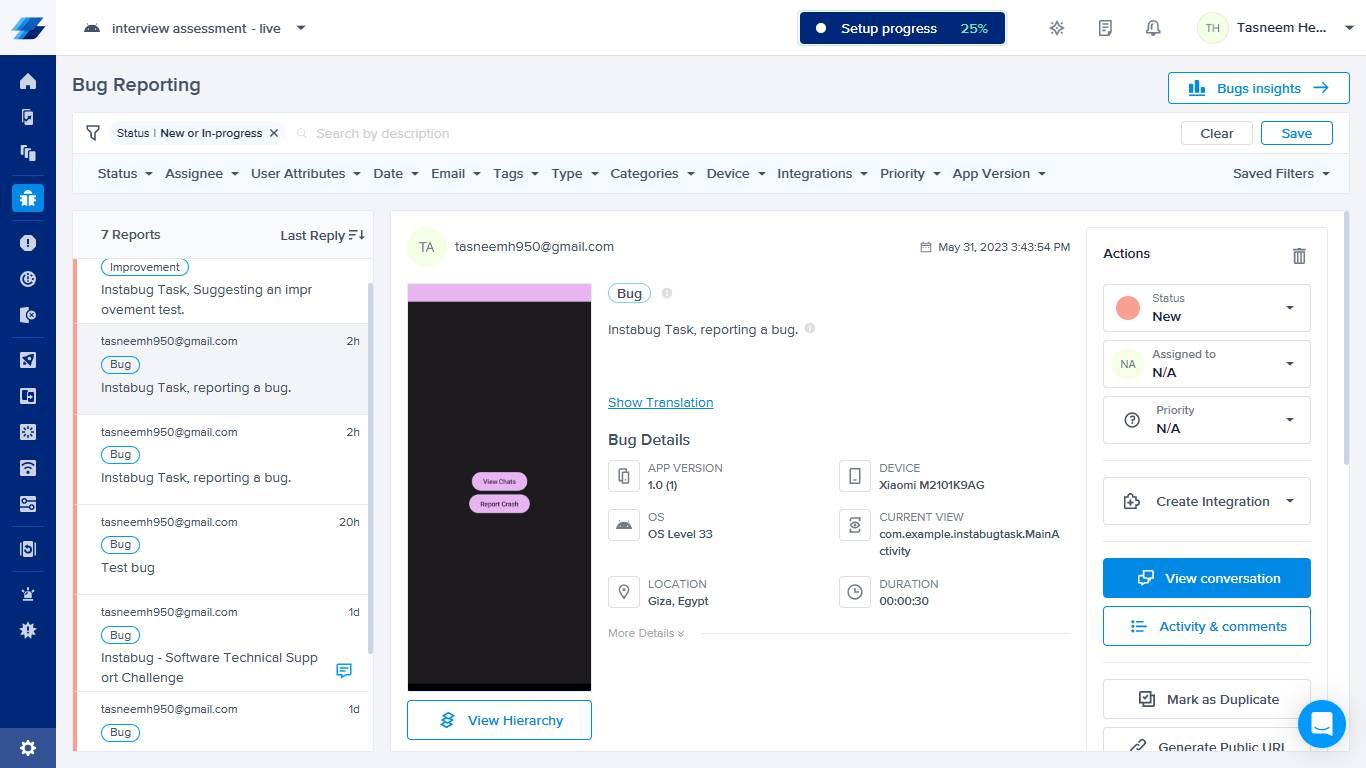 interview assessment - live
Setup progress 25%
TH
Tasneem He...
Bug Reporting
Bugs insights
Status | New or In-progress
Search by description
Clear
Save
Status
Assignee
User Attributes
Date
Email
Tags
Type
Categories
Device
Integrations
Priority
App Version
Saved Filters
7 Reports
Last Reply
Improvement
Instabug Task, Suggesting an impr
ovement test.
tasneemh950@gmail.com 2h
Bug
Instabug Task, reporting a bug.
tasneemh950@gmail.com 2h
Bug
Instabug Task, reporting a bug.
tasneemh950@gmail.com 20h
Bug
Test bug
tasneemh950@gmail.com 1d
Bug
Instabug - Software Technical Supp
ort Challenge
tasneemh950@gmail.com 1d
Bug
TA
tasneemh950@gmail.com
May 31, 2023 3:43:54 PM
View Chats
Report Crash
View Hierarchy
Bug
Instabug Task, reporting a bug.
Show Translation
Bug Details
APP VERSION
1.0 (1)
DEVICE
Xiaomi M2101K9AG
OS
OS Level 33
CURRENT VIEW
com.example.instabugtask.MainA
ctivity
LOCATION
Giza, Egypt
DURATION
00:00:30
More Details
Actions
Status
New
NA
Assigned to
N/A
Priority
N/A
Create Integration
View conversation
Activity & comments
Mark as Duplicate
Generate Public URL